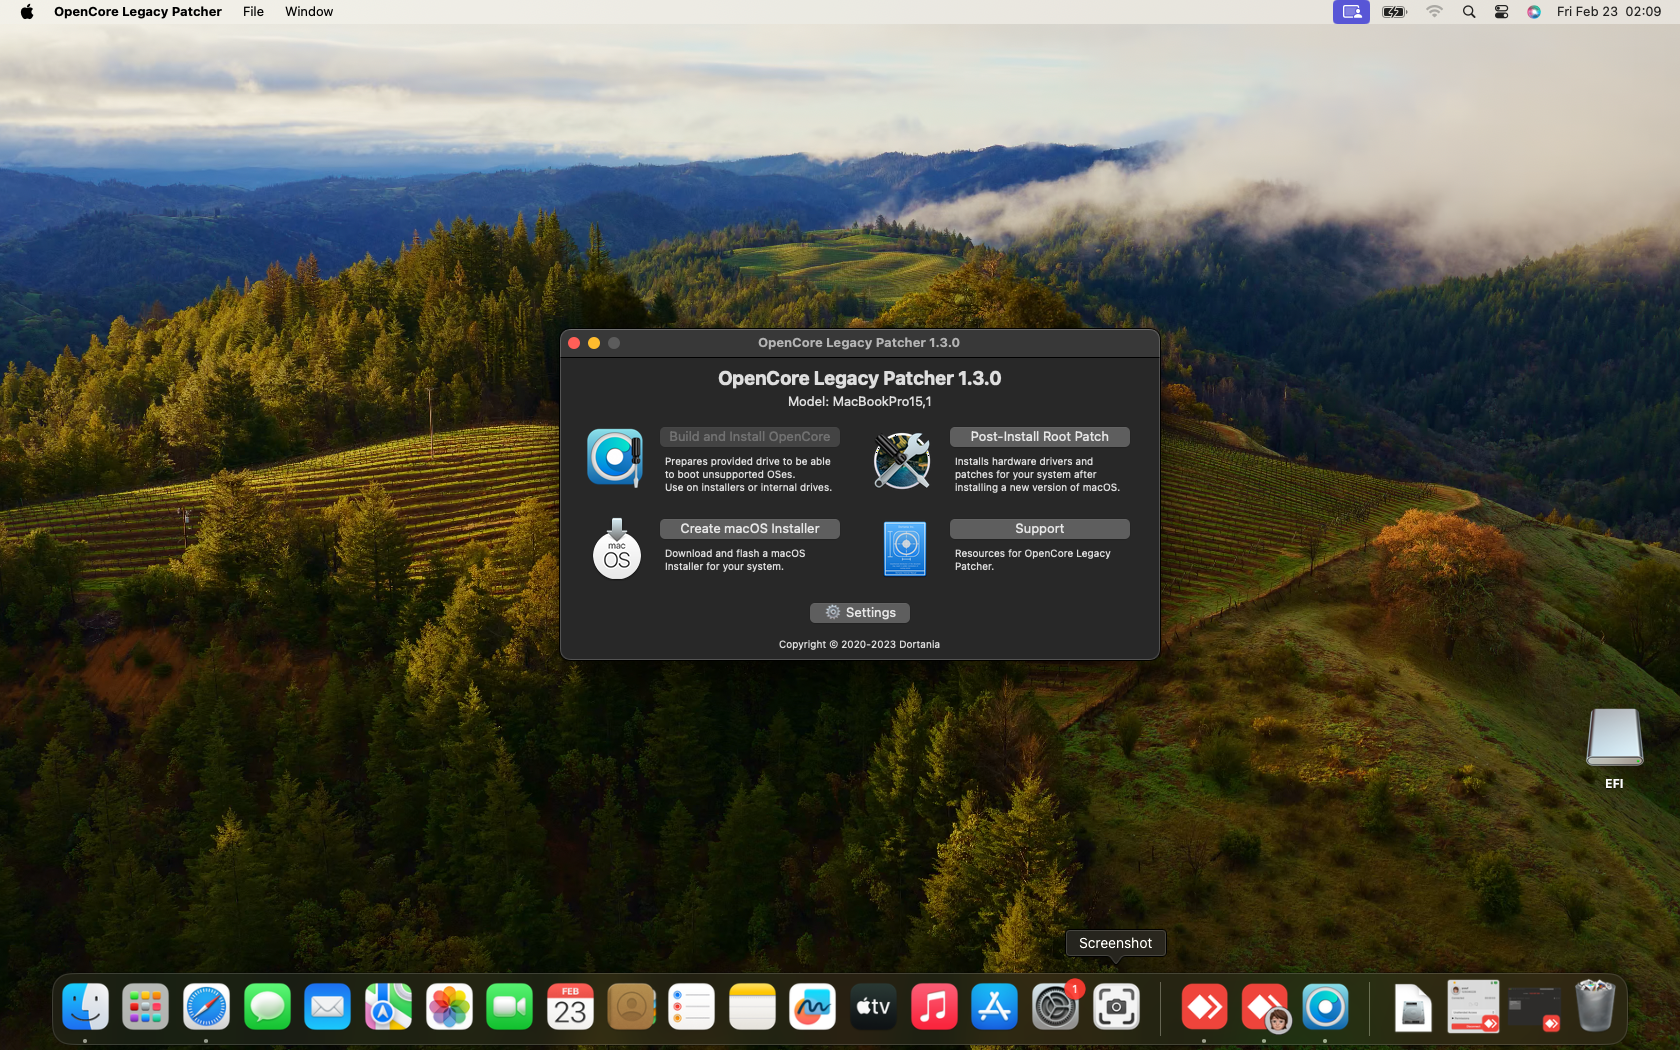 OpenCore Legacy Patcher File Window Fri Feb 23 02:09
OpenCore Legacy Patcher 1.3.0
OpenCore Legacy Patcher 1.3.0
Model: MacBookPro15,1
Build and Install OpenCore
Prepares provided drive to be able
to boot unsupported OSes.
Use on installers or internal drives.
Post-Install Root Patch
Installs hardware drivers and
patches for your system after
installing a new version of macOS.
mac
OS
Create macOS Installer
Download and flash a macOS
Installer for your system.
Support
Resources for OpenCore Legacy
Patcher.
Settings
Copyright © 2020-2023 Dortania
EFI
Screenshot
FEB
23
tv
1